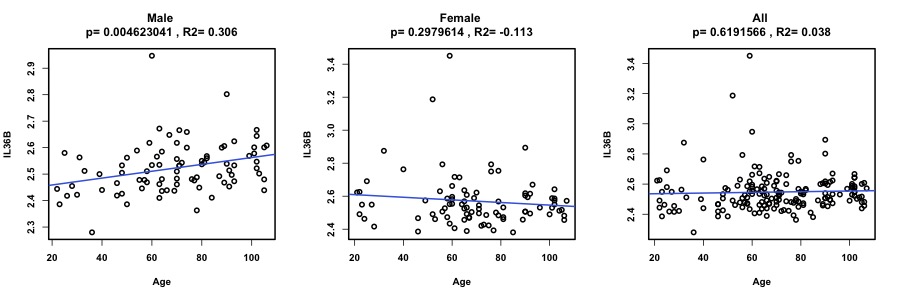 Male
p= 0.004623041 , R2= 0.306
IL36B
2.3 2.4 2.5 2.6 2.7 2.8 2.9
20 40 60 80 100
Age
Female
p= 0.2979614 , R2= -0.113
IL36B
2.4 2.6 2.8 3.0 3.2 3.4
20 40 60 80 100
Age
All
p= 0.6191566 , R2= 0.038
IL36B
2.4 2.6 2.8 3.0 3.2 3.4
20 40 60 80 100
Age